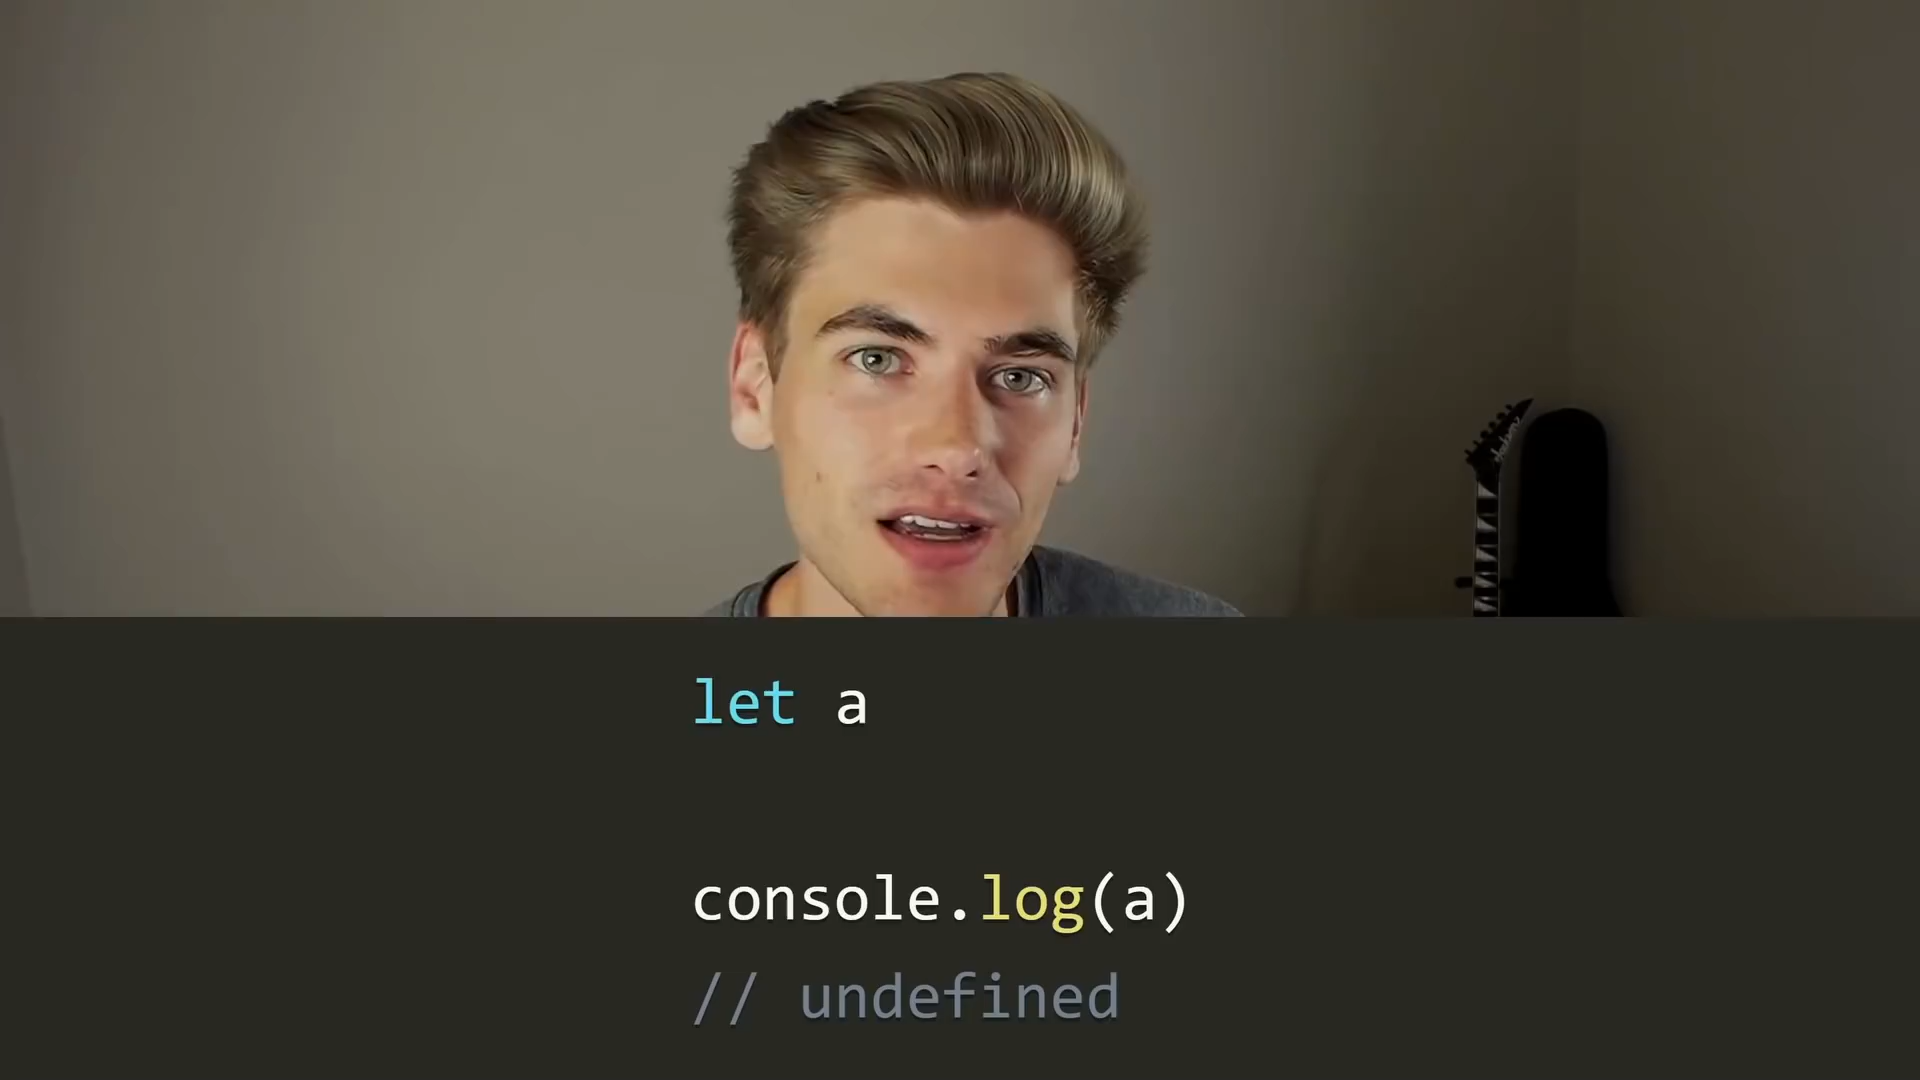 let a
console.log(a)
// undefined